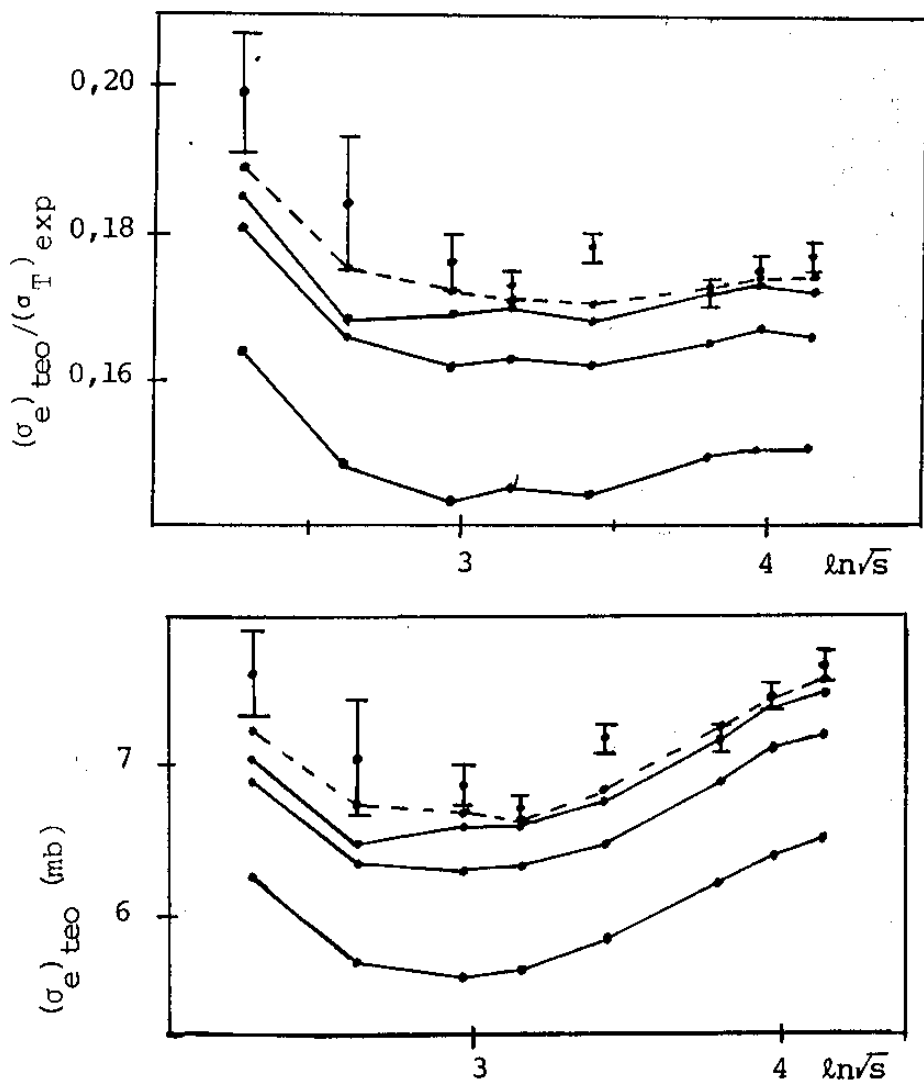 0,20
0,18
0,16
(σe)teo/(σT)exp
3 4 ℓn√s
7
6
(σe)teo (mb)
3 4 ℓn√s